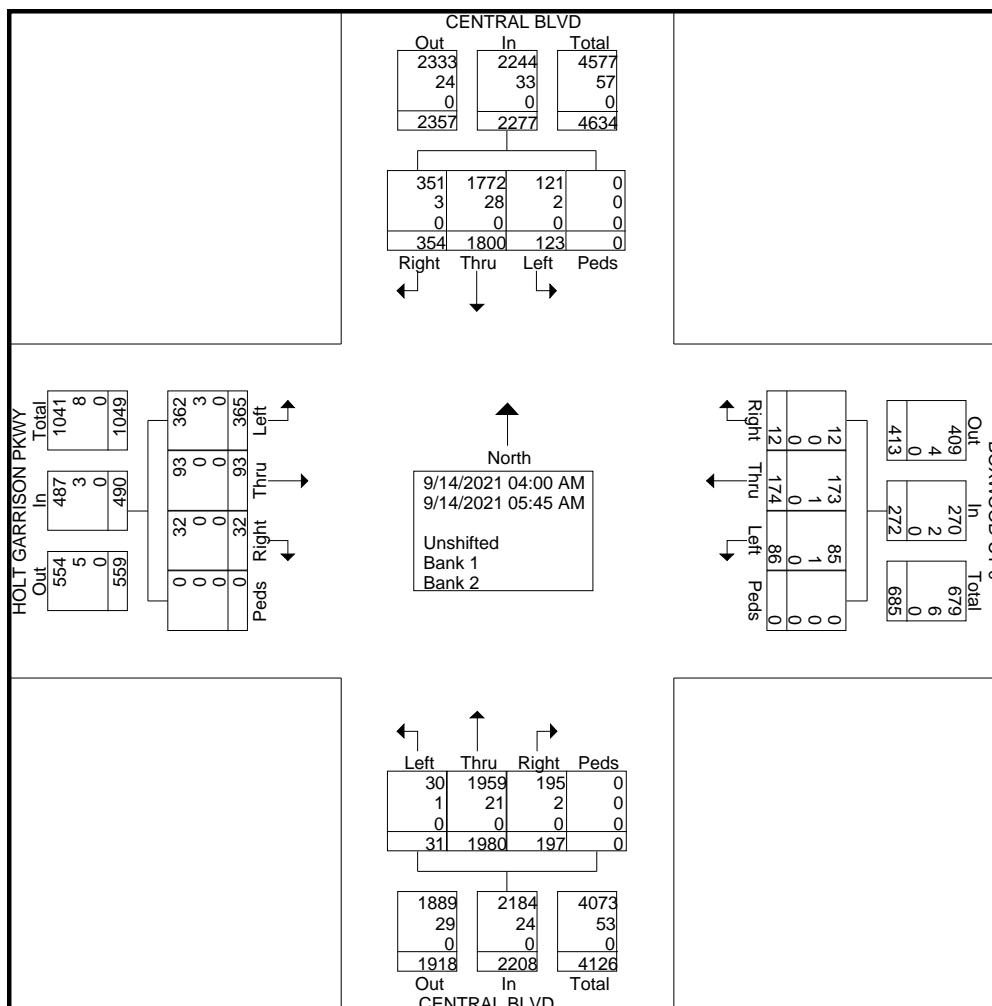 CENTRAL BLVD
Out In Total
2333 2244 4577
24 33 57
0 0 0
2357 2277 4634
351 1772 121 0
3 28 2 0
0 0 0 0
354 1800 123 0
Right Thru Left Peds
HOLT GARRISON PKWY
Total
1041 8 0 1049
In
487 3 0 490
Out
554 5 0 559
362 3 0 365
Left
93 0 0 93
Thru
32 0 0 32
Right
0 0 0 0
Peds
North
9/14/2021 04:00 AM
9/14/2021 05:45 AM
Unshifted
Bank 1
Bank 2
Right
12 0 0 12
Thru
173 1 0 174
Left
85 1 0 86
Peds
0 0 0 0
Out
409 4 0 413
In
270 2 0 272
Total
679 6 0 685
Left Thru Right Peds
30 1959 195 0
1 21 2 0
0 0 0 0
31 1980 197 0
1889 2184 4073
29 24 53
0 0 0
1918 2208 4126
Out In Total
CENTRAL BLVD